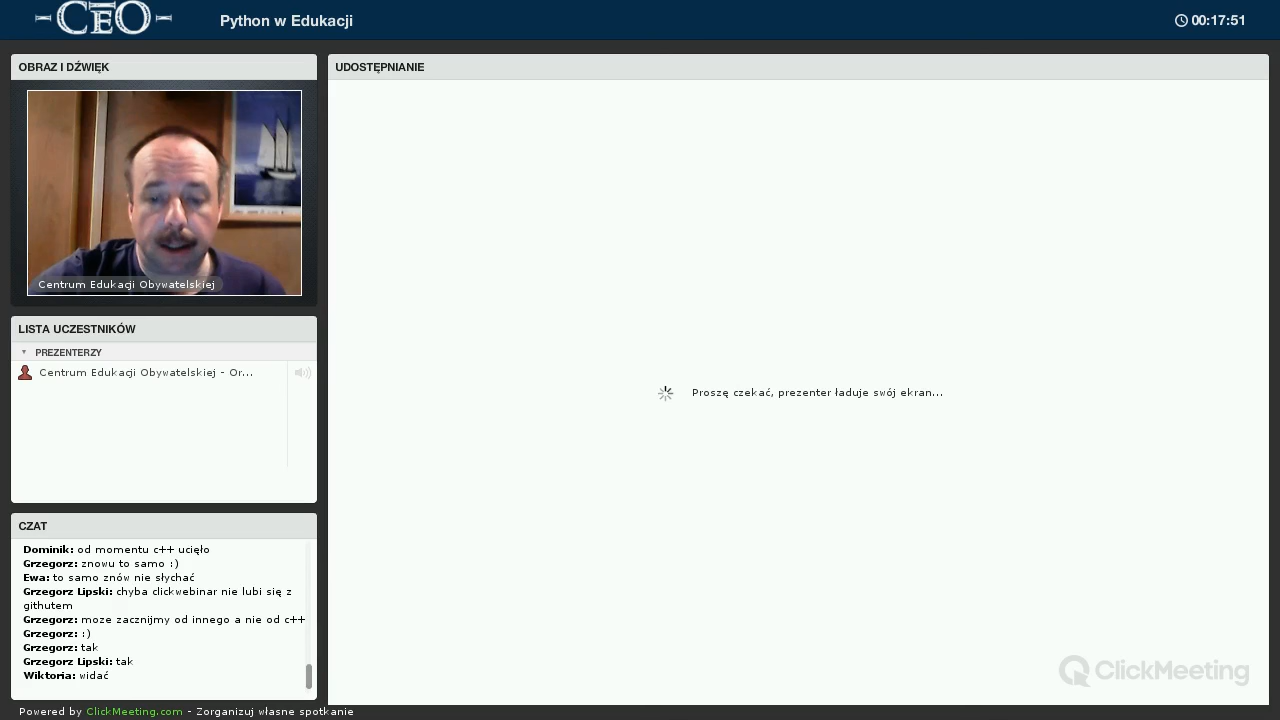 CEO
Python w Edukacji
00:17:51
OBRAZ I DŹWIĘK
Centrum Edukacji Obywatelskiej
LISTA UCZESTNIKÓW
PREZENTERZY
Centrum Edukacji Obywatelskiej - Or...
CZAT
Dominik: od momentu c++ ucięło
Grzegorz: znowu to samo :)
Ewa: to samo znów nie słychać
Grzegorz Lipski: chyba clickwebinar nie lubi się z
githutem
Grzegorz: moze zacznijmy od innego a nie od c++
Grzegorz: :)
Grzegorz: tak
Grzegorz Lipski: tak
Wiktoria: widać
UDOSTĘPNIANIE
Proszę czekać, prezenter ładuje swój ekran...
ClickMeeting
Powered by ClickMeeting.com - Zorganizuj własne spotkanie